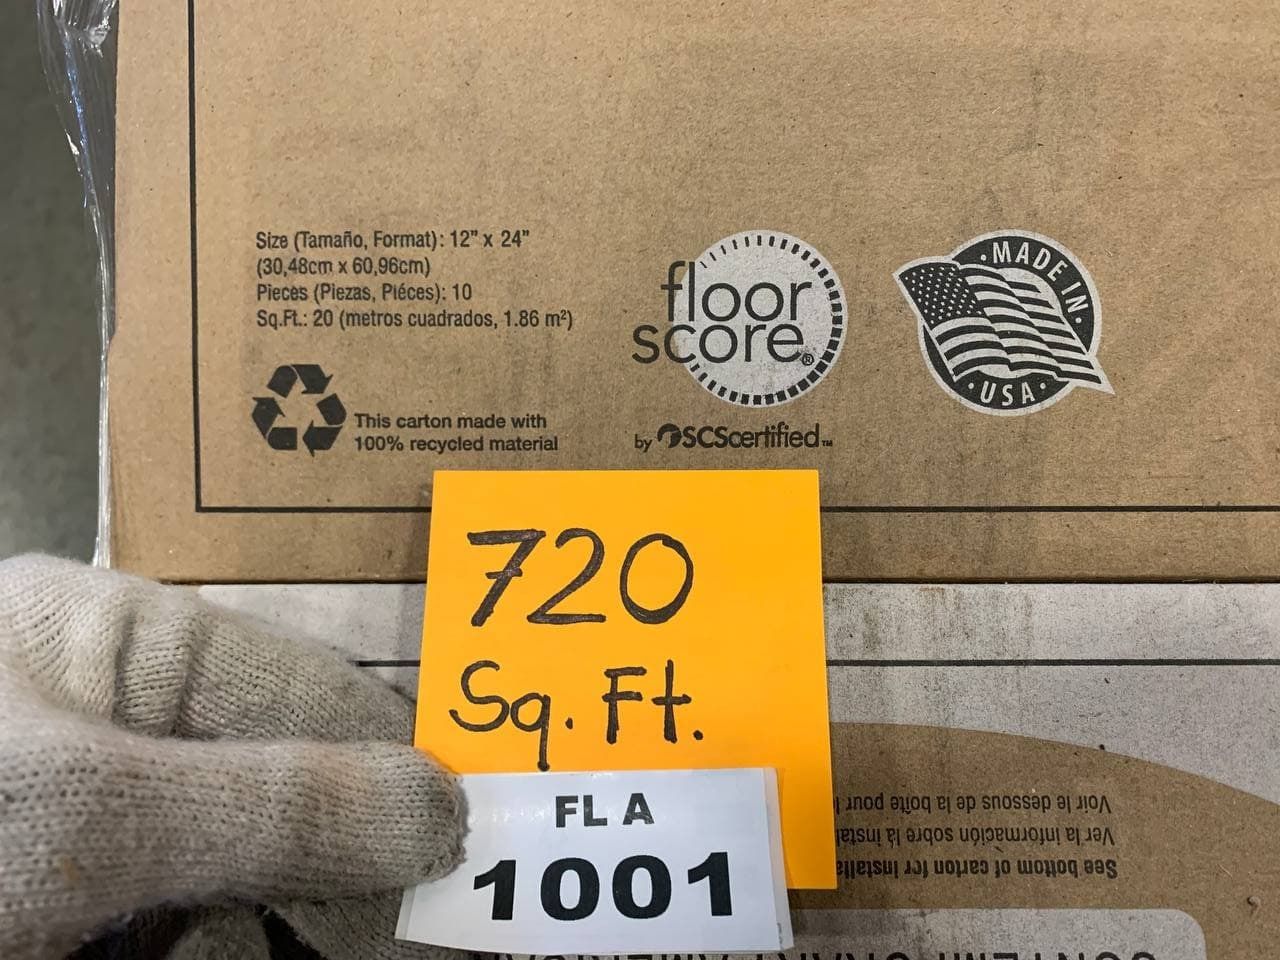 Size (Tamaño, Format): 12" x 24"
(30,48cm x 60,96cm)
Pieces (Piezas, Piéces): 10
Sq.Ft.: 20 (metros cuadrados, 1.86 m²)
This carton made with
100% recycled material
floor
score®
by SCScertified™
MADE IN
USA
720
Sq. Ft.
FL A
1001
See bottom of carton for
Ver la información sobre la
Voir le dessous de la boîte pour